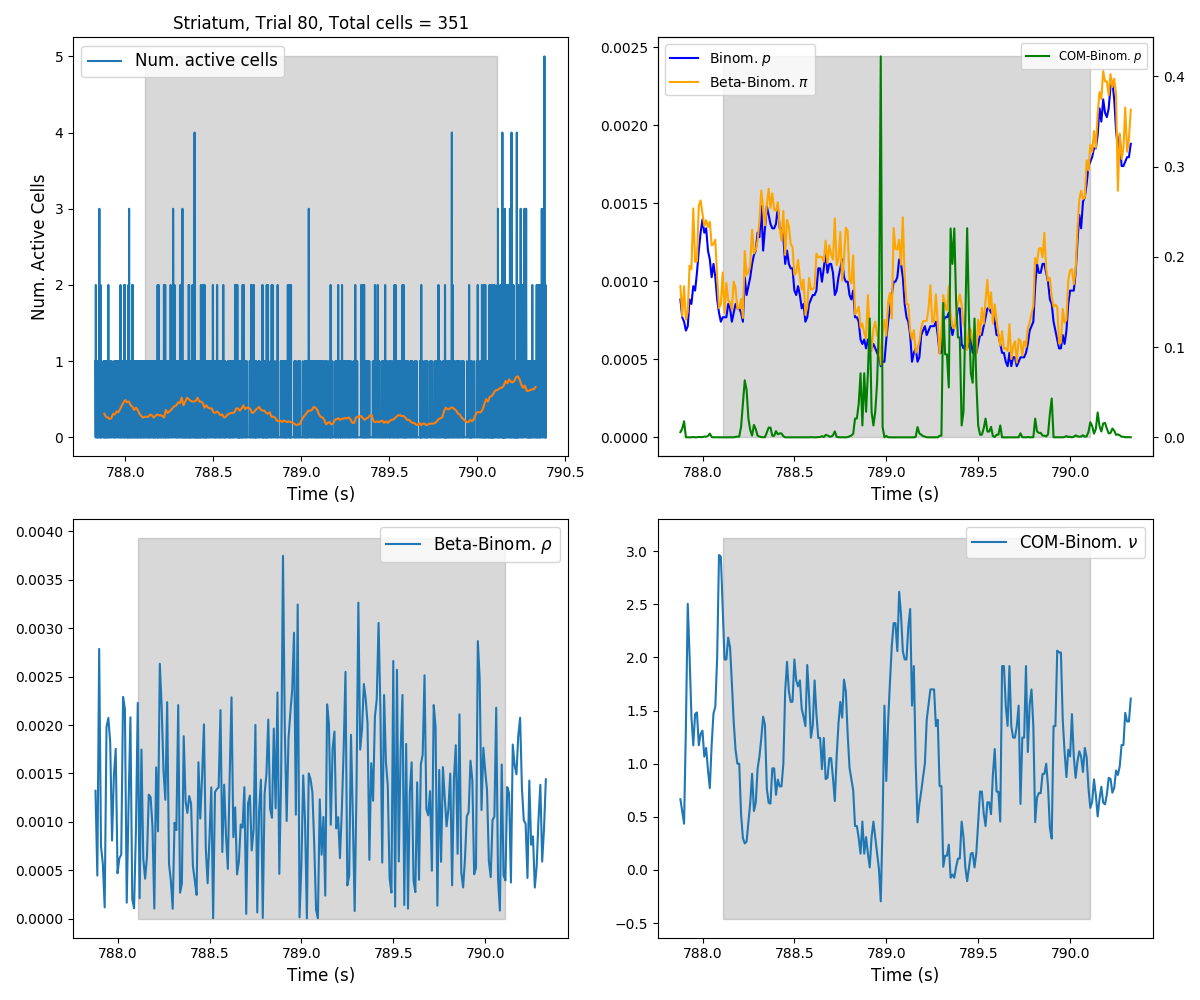 Striatum, Trial 80, Total cells = 351
Num. active cells
Num. Active Cells
5
4
3
2
1
0
788.0 788.5 789.0 789.5 790.0 790.5
Time (s)
Binom. p
Beta-Binom. π
COM-Binom. p
0.0025
0.0020
0.0015
0.0010
0.0005
0.0000
0.4
0.3
0.2
0.1
0.0
788.0 788.5 789.0 789.5 790.0
Time (s)
Beta-Binom. ρ
0.0040
0.0035
0.0030
0.0025
0.0020
0.0015
0.0010
0.0005
0.0000
788.0 788.5 789.0 789.5 790.0
Time (s)
COM-Binom. ν
3.0
2.5
2.0
1.5
1.0
0.5
0.0
−0.5
788.0 788.5 789.0 789.5 790.0
Time (s)